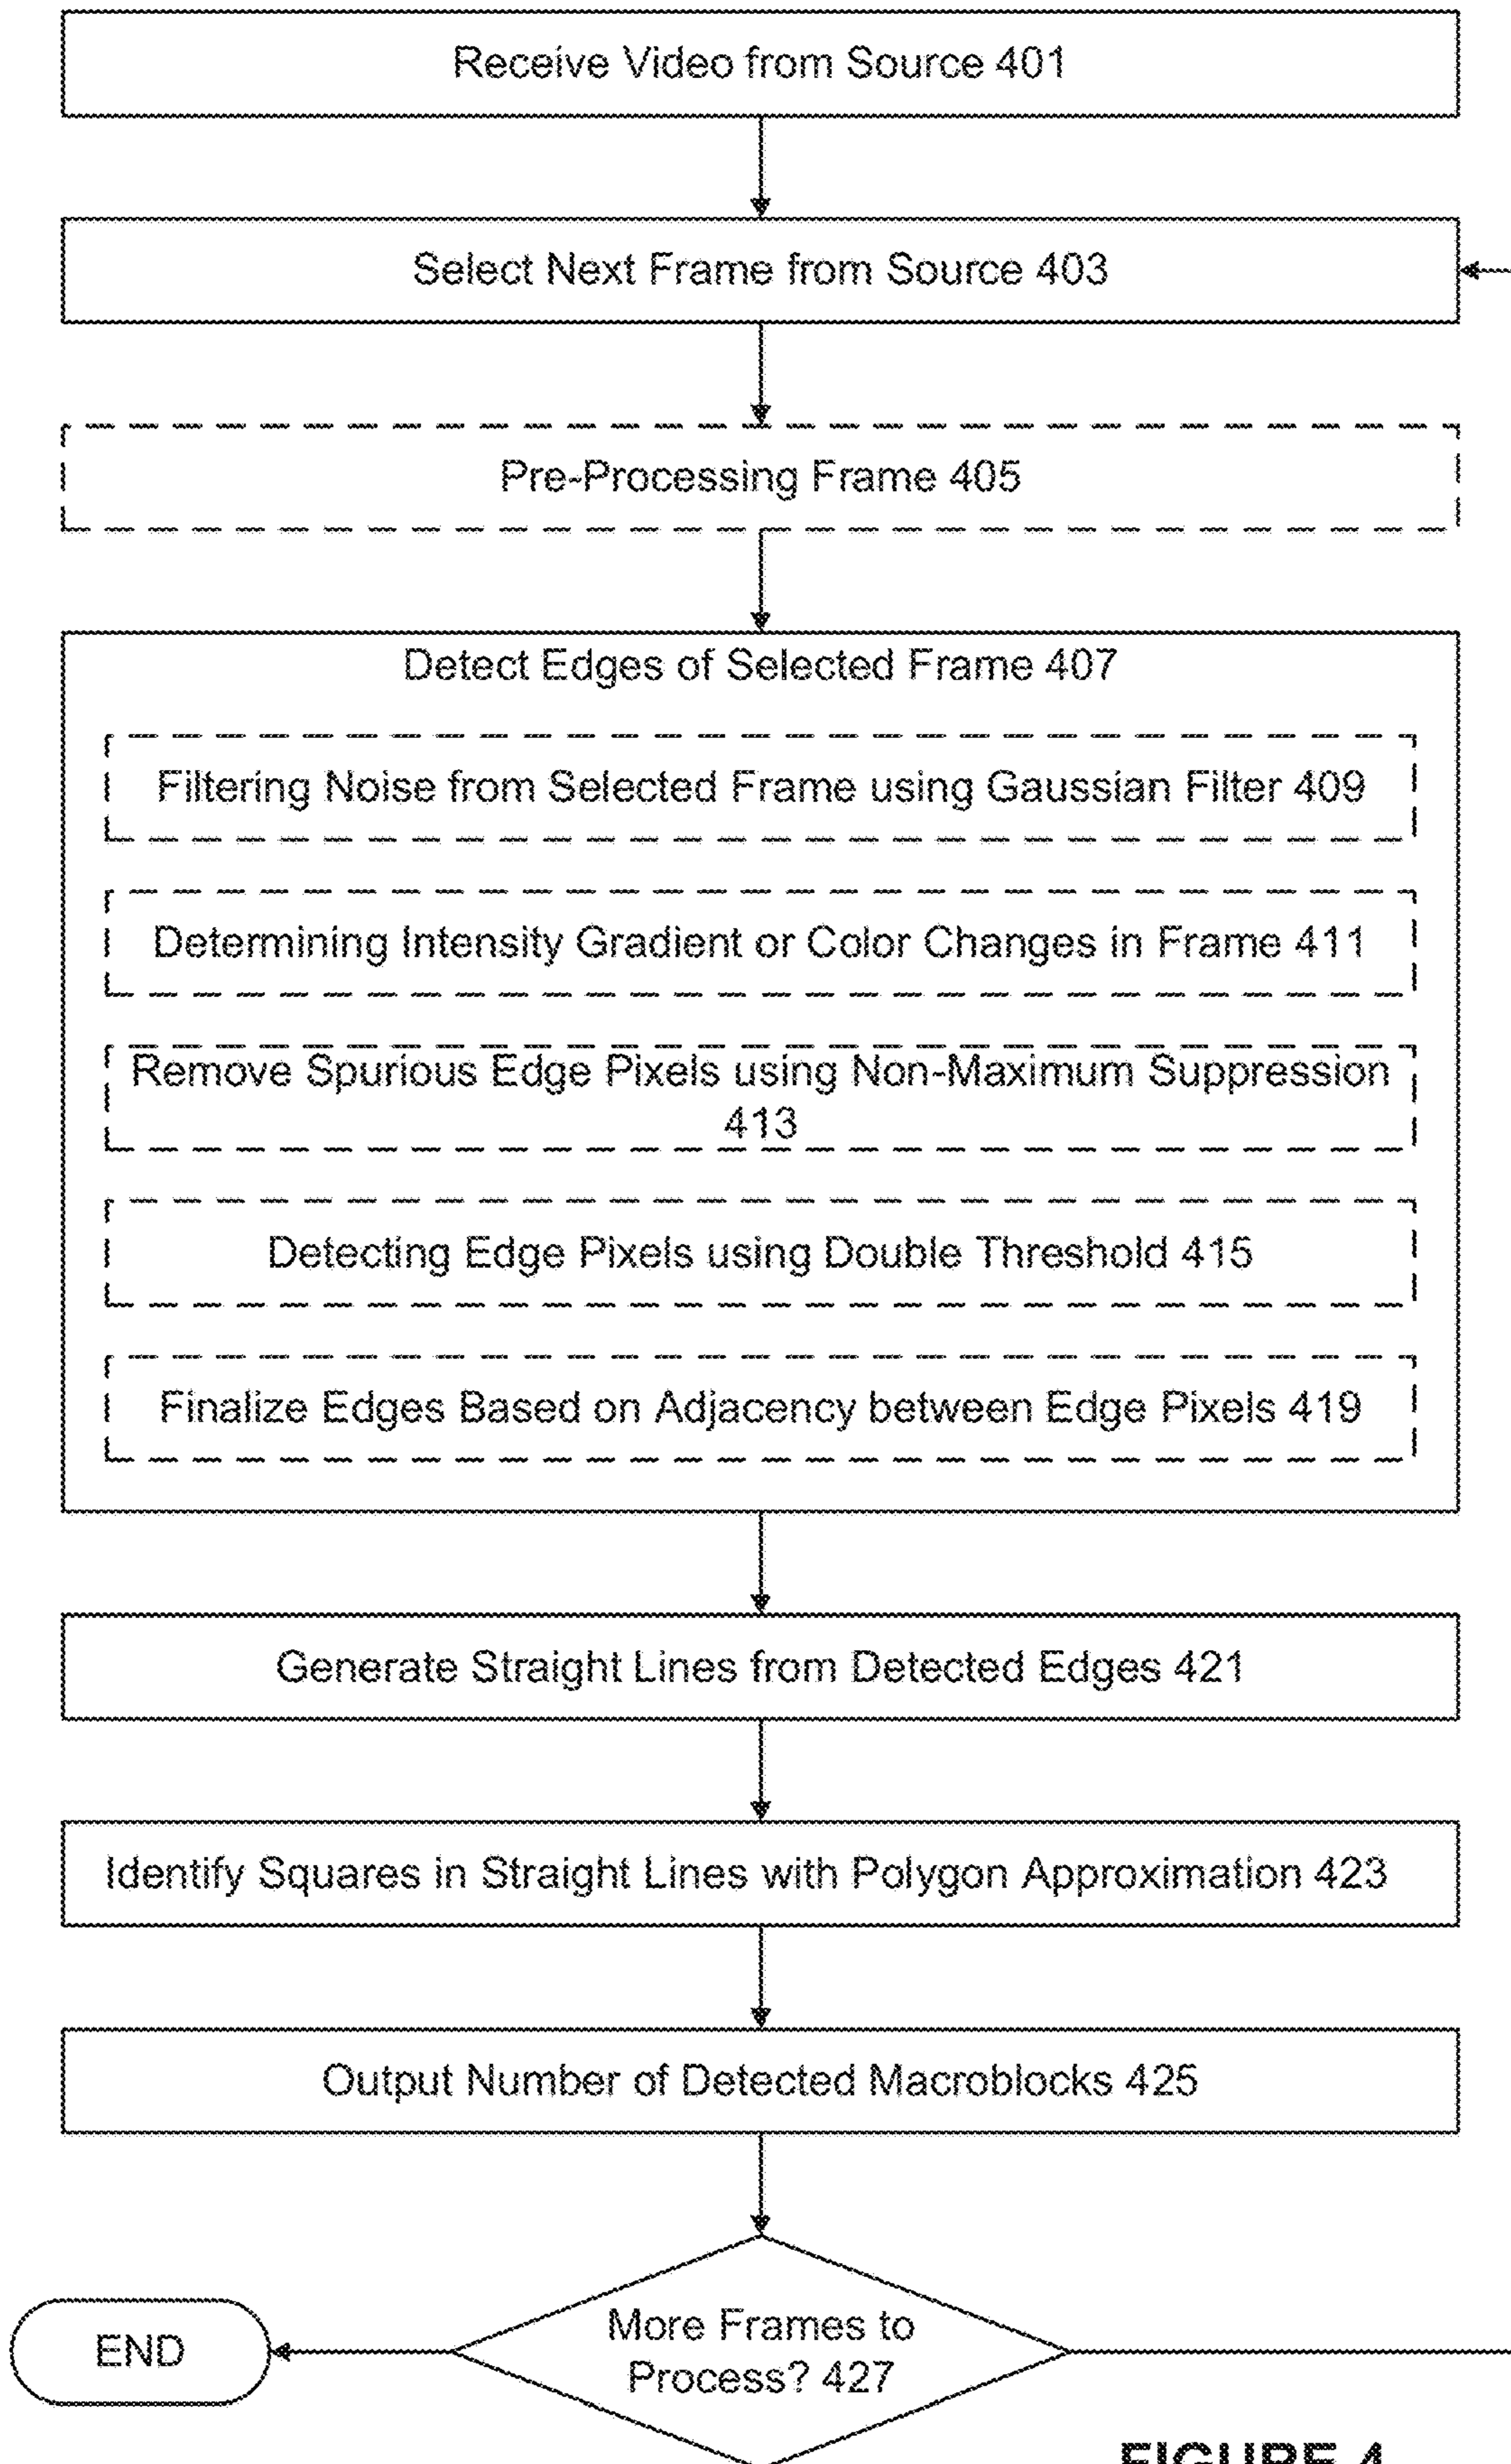 Receive Video from Source 401
Select Next Frame from Source 403
Pre-Processing Frame 405
Detect Edges of Selected Frame 407
Filtering Noise from Selected Frame using Gaussian Filter 409
Determining Intensity Gradient or Color Changes in Frame 411
Remove Spurious Edge Pixels using Non-Maximum Suppression
413
Detecting Edge Pixels using Double Threshold 415
Finalize Edges Based on Adjacency between Edge Pixels 419
Generate Straight Lines from Detected Edges 421
Identify Squares in Straight Lines with Polygon Approximation 423
Output Number of Detected Macroblocks 425
More Frames to
END
Process? 427
FIGURE 4